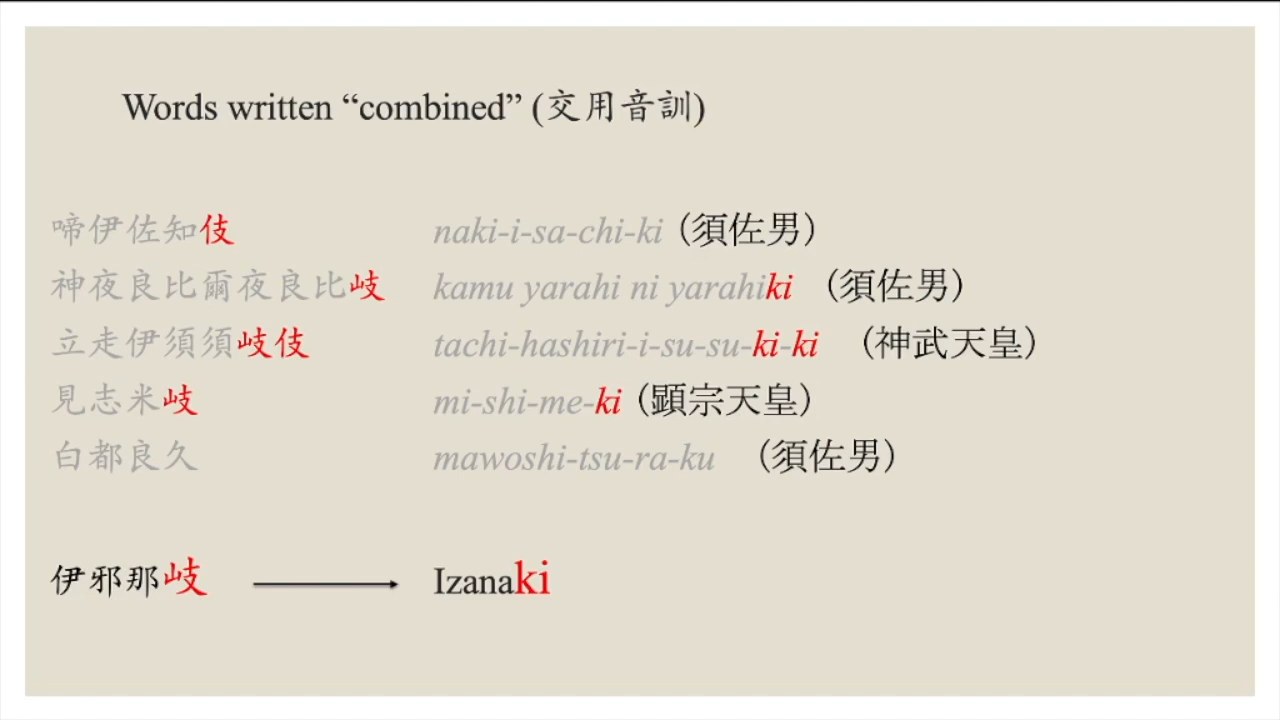 Words written “combined” (交用音訓)
啼伊佐知伎 naki-i-sa-chi-ki (須佐男)
神夜良比爾夜良比岐 kamu yarahi ni yarahiki (須佐男)
立走伊須須岐伎 tachi-hashiri-i-su-su-ki-ki (神武天皇)
見志米岐 mi-shi-me-ki (顕宗天皇)
白都良久 mawoshi-tsu-ra-ku (須佐男)
伊邪那岐 Izanaki